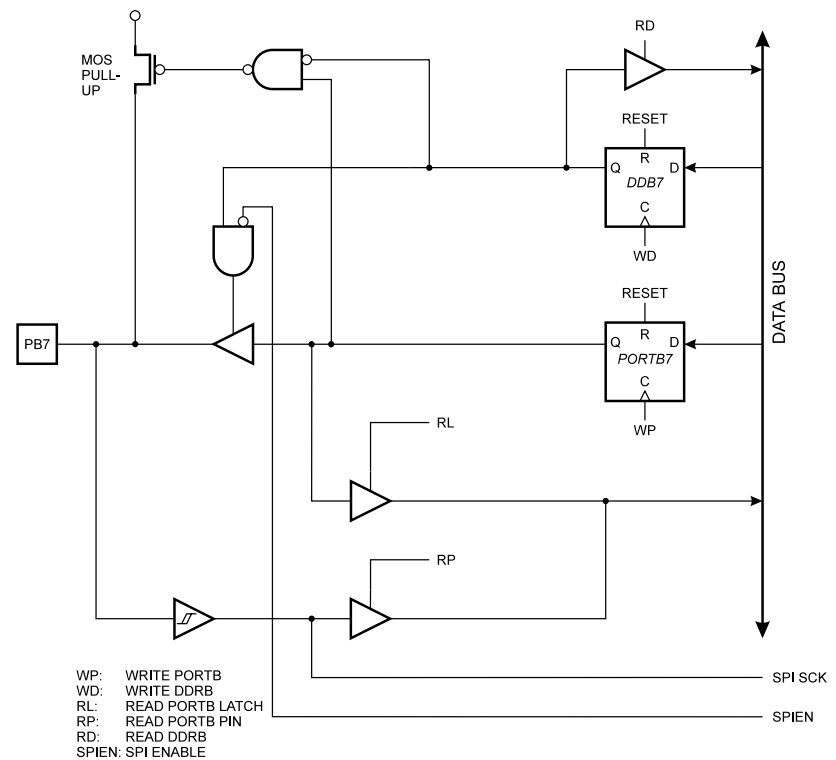 RD
MOS
PULL-
UP
RESET
R
Q
D
DDB7
C
WD
RESET
R
Q
D
PORTB7
C
WP
PB7
DATA BUS
RL
RP
SPI SCK
SPIEN
WP: WRITE PORTB
WD: WRITE DDRB
RL: READ PORTB LATCH
RP: READ PORTB PIN
RD: READ DDRB
SPIEN: SPI ENABLE